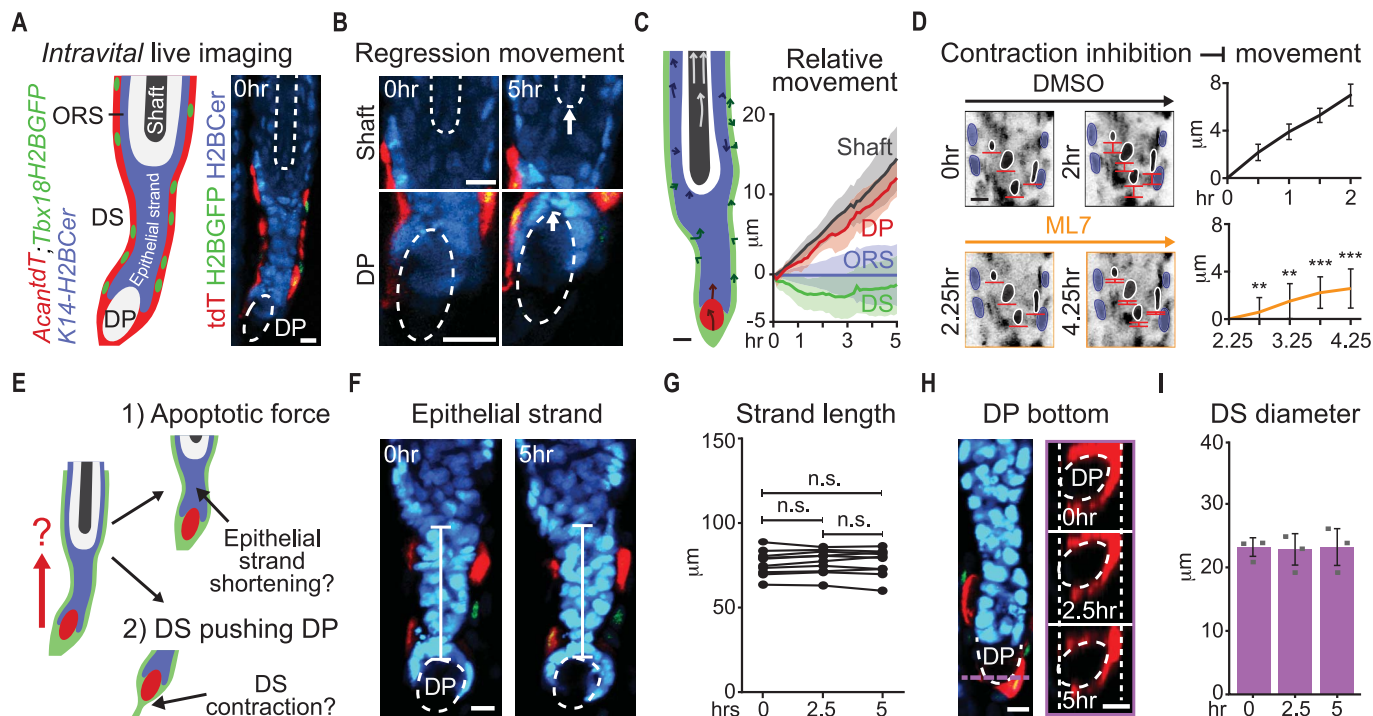 A
Intravital live imaging
AcantdT; Tbx18H2BGFP
K14-H2BCer
ORS
Shaft
DS
Epithelial strand
DP
tdT H2BGFP H2BCer
0hr
DP
B
Regression movement
0hr
5hr
Shaft
DP
C
Relative
movement
20
10
0
-5
μm
Shaft
DP
ORS
DS
hr 0 1 3 5
D
Contraction inhibition ⊣ movement
DMSO
0hr
2hr
8
4
0
μm
hr 0 1 2
ML7
2.25hr
4.25hr
8
4
0
μm
** ** *** ***
2.25 3.25 4.25
E
1) Apoptotic force
?
Epithelial
strand
shortening?
2) DS pushing DP
DS
contraction?
F
Epithelial strand
0hr
5hr
DP
G
Strand length
150
100
50
0
μm
n.s.
n.s.
n.s.
hrs 0 2.5 5
H
DP bottom
DP
DP
0hr
2.5hr
5hr
I
DS diameter
40
30
20
10
0
μm
hr 0 2.5 5